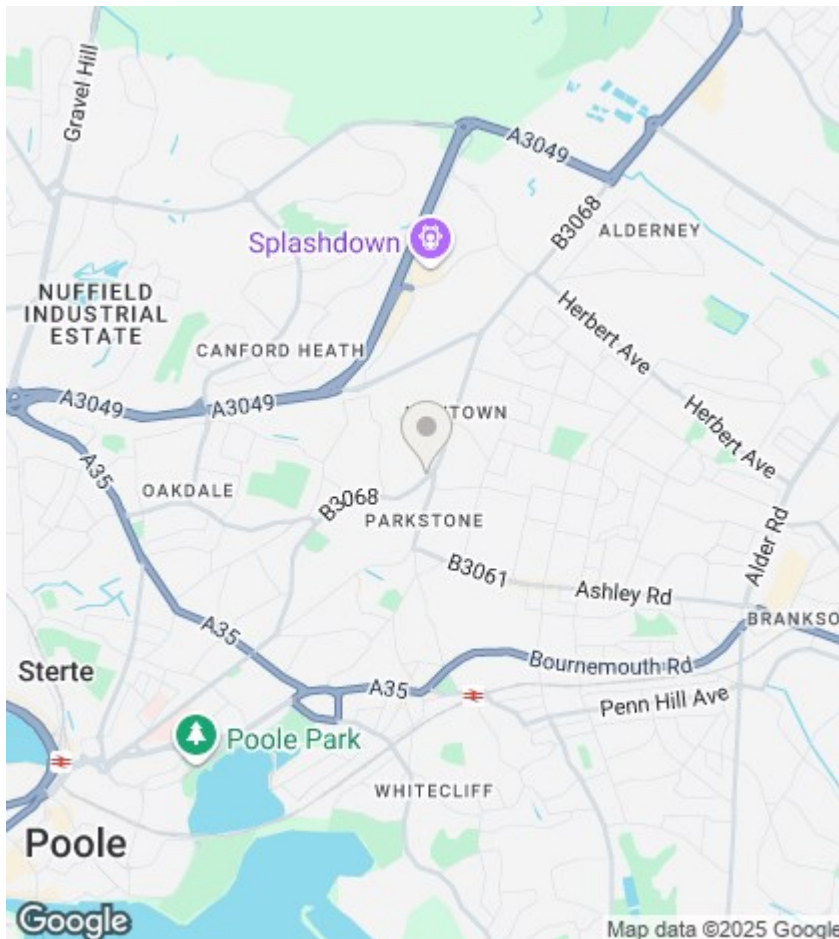 Gravel Hill
A3049
B3068
ALDERNEY
Splashdown
NUFFIELD
INDUSTRIAL
ESTATE
Herbert Ave
CANFORD HEATH
A3049
A3049
Herbert Ave
A35
OAKDALE
B3068
PARKSTONE
Alder Rd
B3061
Ashley Rd
BRANKSO
A35
Sterte
Bournemouth Rd
A35
Penn Hill Ave
Poole Park
WHITECLIFF
Poole
Google
Map data ©2025 Google